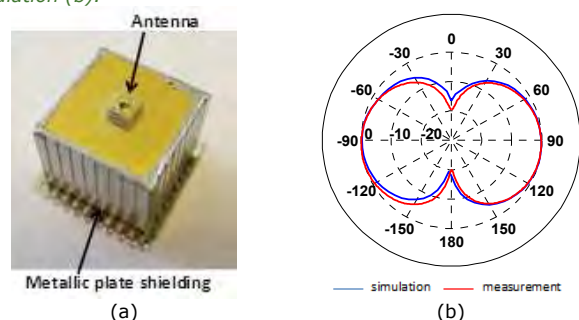 ulation (b).
Antenna
Metallic plate shielding
(a)
0
-30 30
-60 60
-90 0 -10 -20 90
-120 120
-150 150
180
simulation measurement
(b)